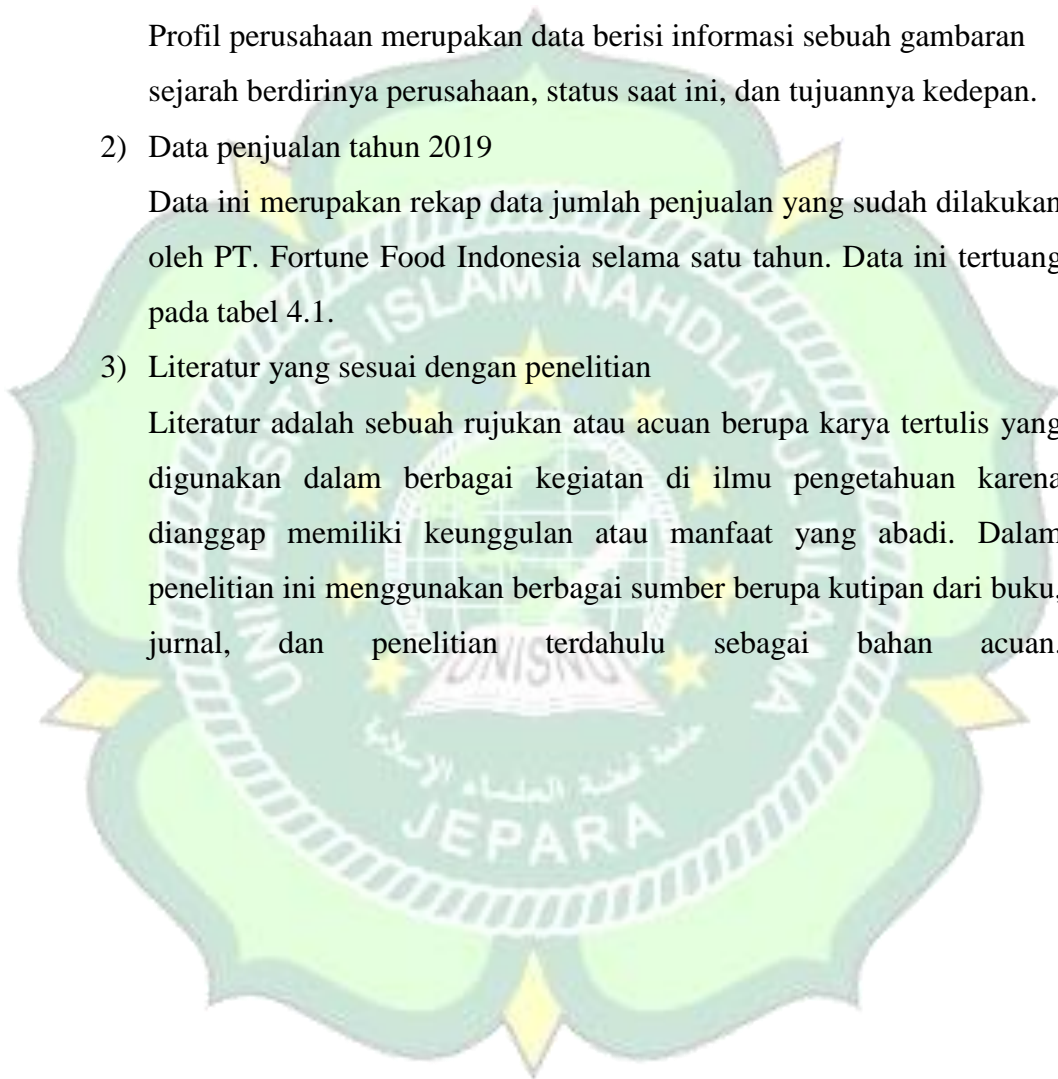 Profil perusahaan merupakan data berisi informasi sebuah gambaran
sejarah berdirinya perusahaan, status saat ini, dan tujuannya kedepan.
2) Data penjualan tahun 2019
Data ini merupakan rekap data jumlah penjualan yang sudah dilakukan
oleh PT. Fortune Food Indonesia selama satu tahun. Data ini tertuang
pada tabel 4.1.
3) Literatur yang sesuai dengan penelitian
Literatur adalah sebuah rujukan atau acuan berupa karya tertulis yang
digunakan dalam berbagai kegiatan di ilmu pengetahuan karena
dianggap memiliki keunggulan atau manfaat yang abadi. Dalam
penelitian ini menggunakan berbagai sumber berupa kutipan dari buku,
jurnal, dan penelitian terdahulu sebagai bahan acuan.
UNIVERSITAS ISLAM NAHDLATUL ULAMA
UNISNU
JEPARA